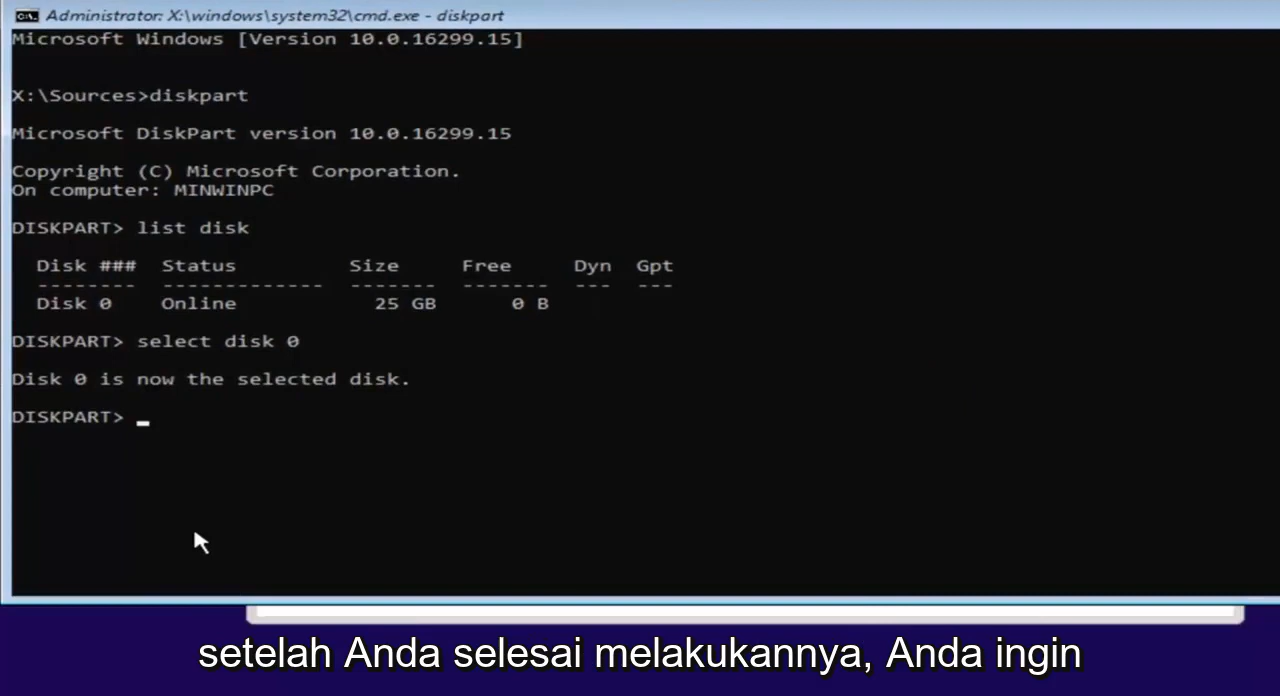 Administrator: X:\windows\system32\cmd.exe - diskpart
Microsoft Windows [Version 10.0.16299.15]
X:\Sources>diskpart
Microsoft DiskPart version 10.0.16299.15
Copyright (C) Microsoft Corporation.
On computer: MINWINPC
DISKPART> list disk
Disk ### Status Size Free Dyn Gpt
-------- ------------- ------- ------- --- ---
Disk 0 Online 25 GB 0 B
DISKPART> select disk 0
Disk 0 is now the selected disk.
DISKPART> _
setelah Anda selesai melakukannya, Anda ingin